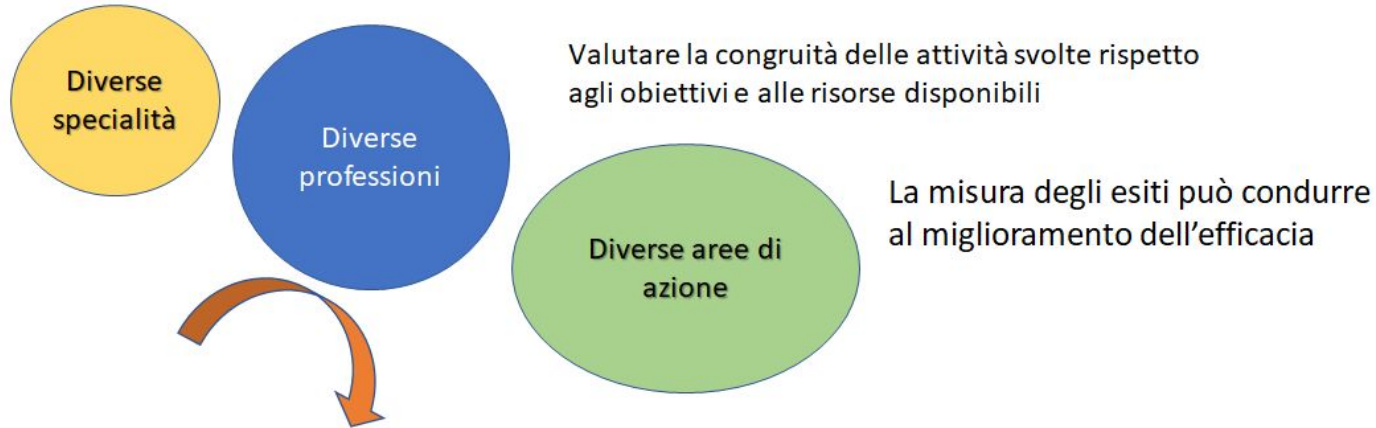 Diverse
specialità
Diverse
professioni
Valutare la congruità delle attività svolte rispetto
agli obiettivi e alle risorse disponibili
Diverse aree di
azione
La misura degli esiti può condurre
al miglioramento dell’efficacia